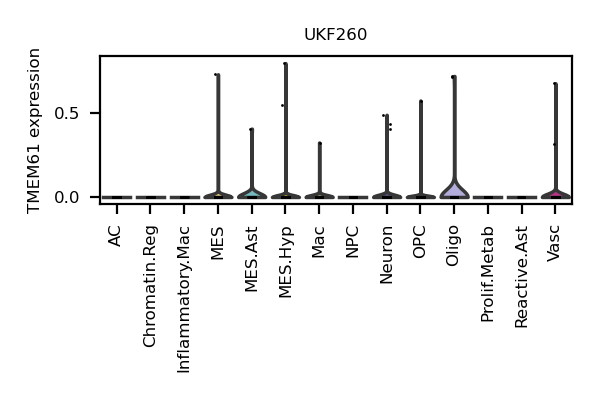 UKF260
TMEM61 expression
0.5
0.0
AC
Chromatin.Reg
Inflammatory.Mac
MES
MES.Ast
MES.Hyp
Mac
NPC
Neuron
OPC
Oligo
Prolif.Metab
Reactive.Ast
Vasc